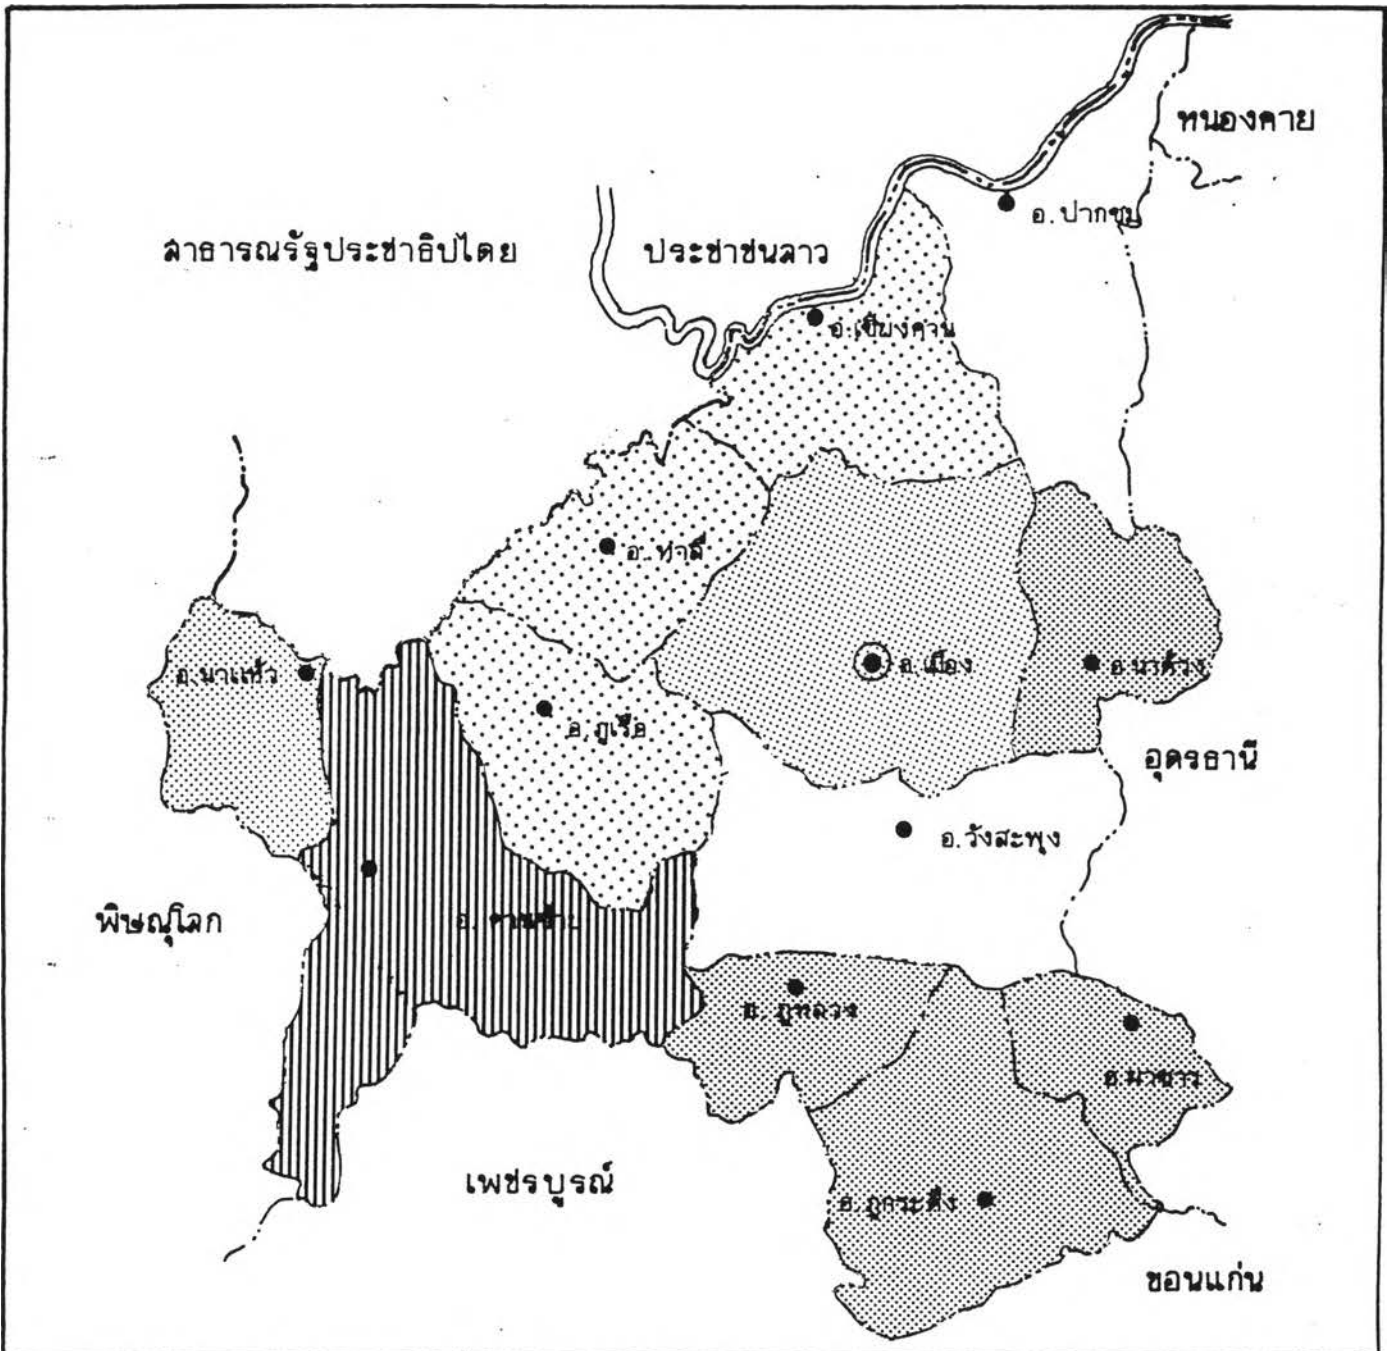 หนองคาย
อ.ปากชม
สาธารณรัฐประชาธิปไตย ประชาชนลาว
อ.เชียงคาน
อ.ท่าลี่
อ.นาแห้ว
อ.เมือง
อ.นาด้วง
อ.ภูเรือ
อุดรธานี
อ.วังสะพุง
พิษณุโลก
อ.ด่านซ้าย
อ.ภูหลวง
อ.นาขาว
เพชรบูรณ์
อ.ภูกระดึง
ขอนแก่น